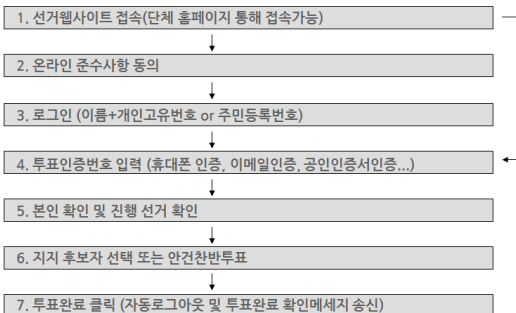 1. 선거웹사이트 접속(단체 홈페이지 통해 접속가능)
2. 온라인 준수사항 동의
3. 로그인 (이름+개인고유번호 or 주민등록번호)
4. 투표인증번호 입력 (휴대폰 인증, 이메일인증, 공인인증서인증...)
5. 본인 확인 및 진행 선거 확인
6. 지지 후보자 선택 또는 안건찬반투표
7. 투표완료 클릭 (자동로그아웃 및 투표완료 확인메세지 송신)